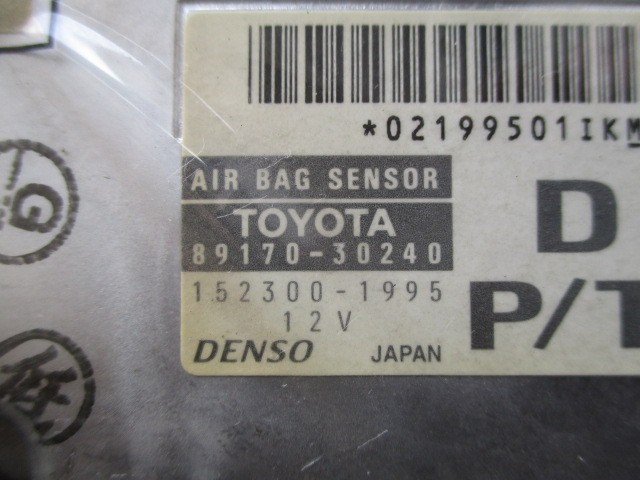 *02199501IKM
AIR BAG SENSOR
TOYOTA
89170-30240
152300-1995
12V
DENSO JAPAN
D
P/T
G